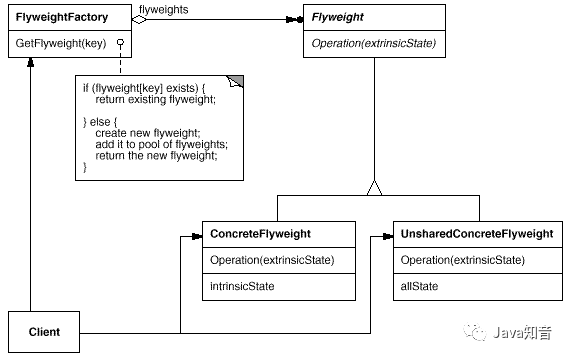 FlyweightFactory
GetFlyweight(key)
flyweights
Flyweight
Operation(extrinsicState)
if (flyweight[key] exists) {
return existing flyweight;
} else {
create new flyweight;
add it to pool of flyweights;
return the new flyweight;
}
ConcreteFlyweight
Operation(extrinsicState)
intrinsicState
UnsharedConcreteFlyweight
Operation(extrinsicState)
allState
Client
Java知音